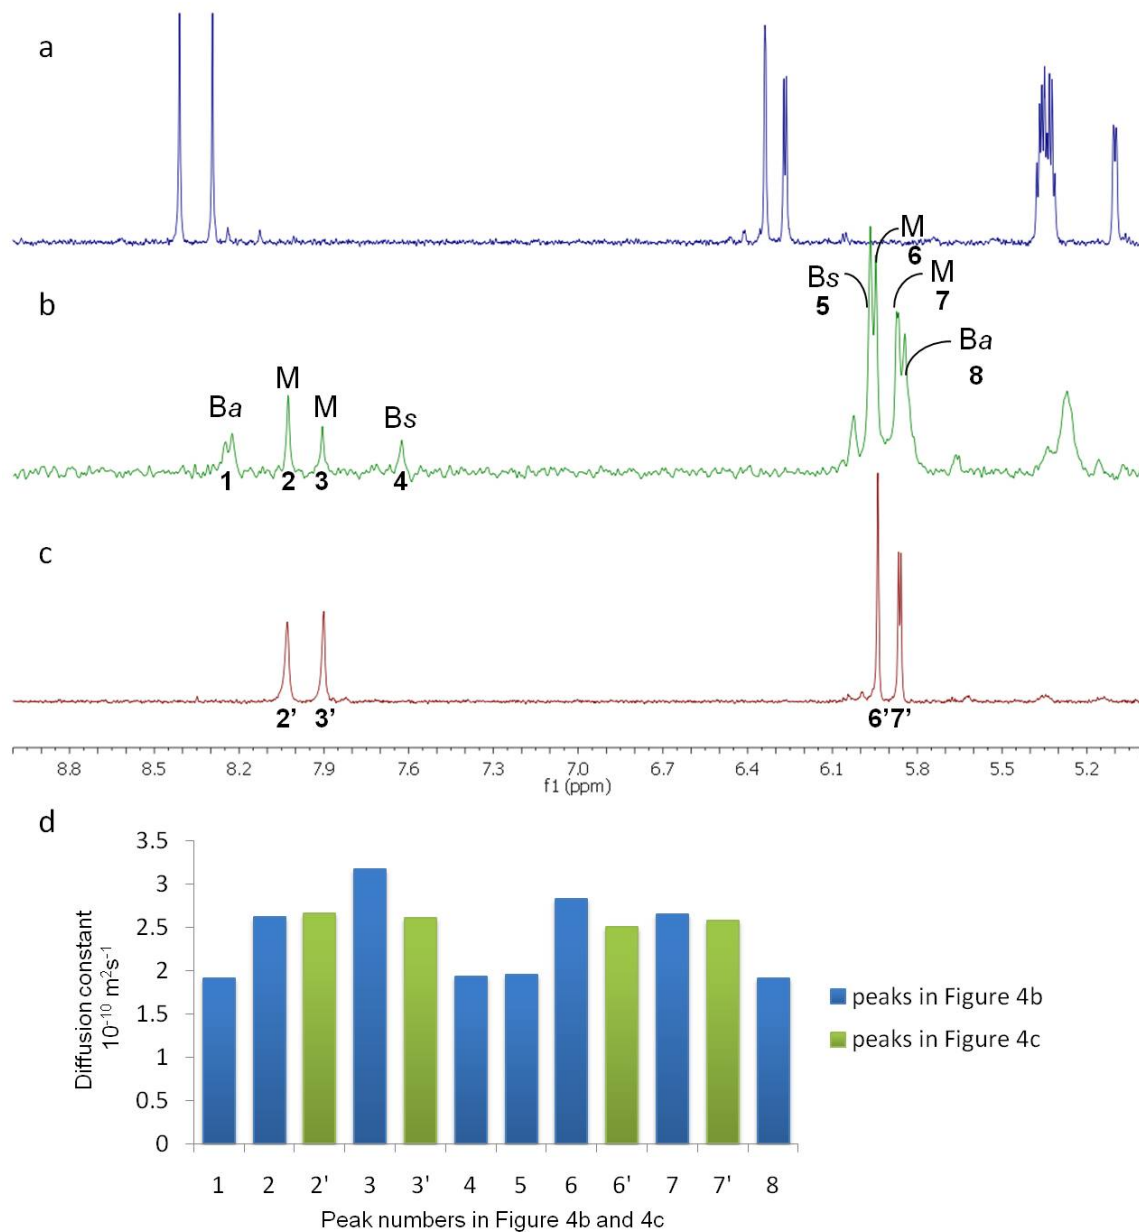 a
M
6
Bs
5
M
7
b
Ba
8
M
Ba
M
Bs
1
2
3
4
c
2’ 3’ 6’7’
8.8 8.5 8.2 7.9 7.6 7.3 7.0 6.7 6.4 6.1 5.8 5.5 5.2
f1 (ppm)
d
3.5
3
2.5
2
1.5
1
0.5
0
Diffusion constant
10⁻¹⁰ m²s⁻¹
peaks in Figure 4b
peaks in Figure 4c
1 2 2' 3 3' 4 5 6 6' 7 7' 8
Peak numbers in Figure 4b and 4c